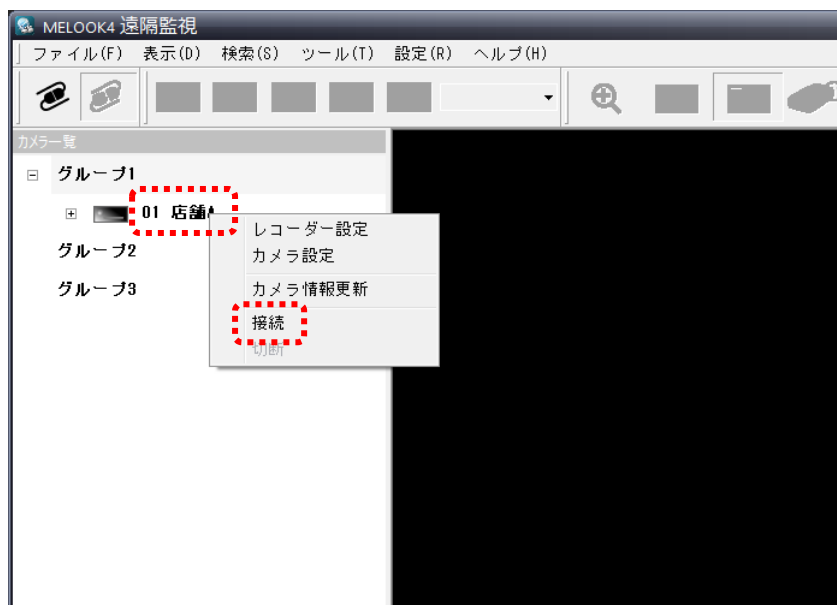 MELOOK4 遠隔監視
ファイル(F) 表示(D) 検索(S) ツール(T) 設定(R) ヘルプ(H)
カメラ一覧
グループ1
01 店舗A
レコーダー設定
グループ2
カメラ設定
グループ3
カメラ情報更新
接続
切断